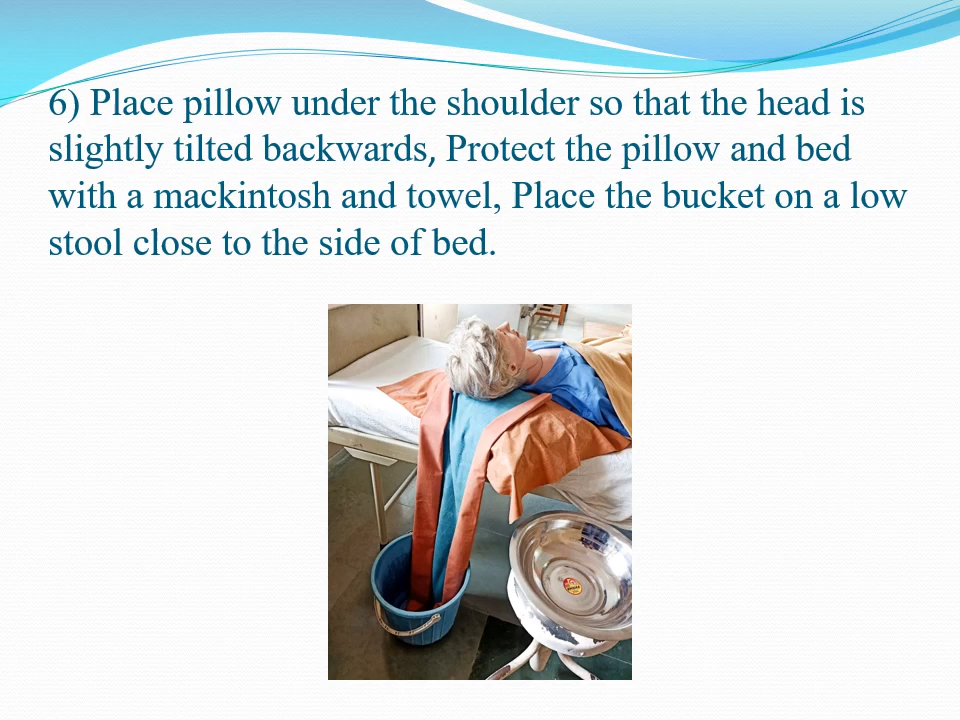 6) Place pillow under the shoulder so that the head is
slightly tilted backwards, Protect the pillow and bed
with a mackintosh and towel, Place the bucket on a low
stool close to the side of bed.